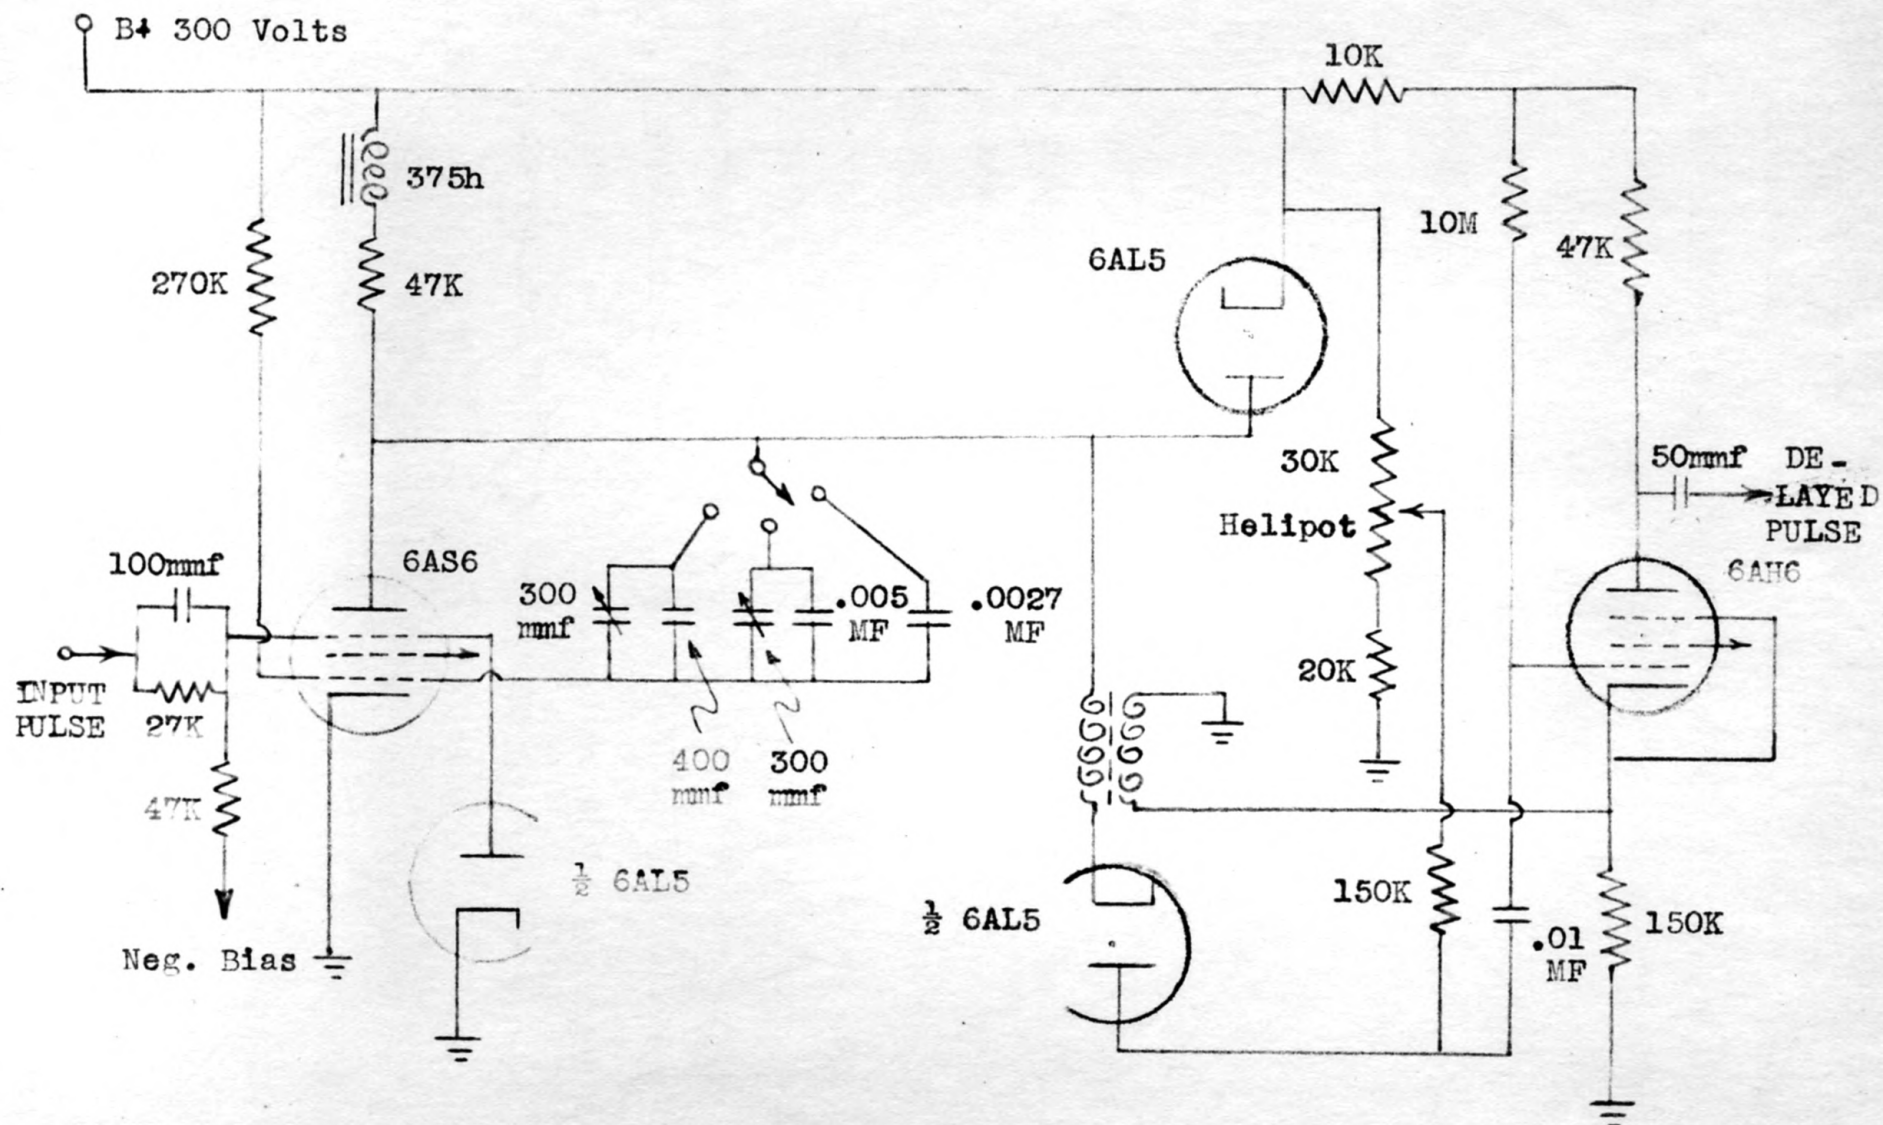 B+ 300 Volts
10K
375h
270K
47K
6AL5
10M
47K
30K
Helipot
50mmf DE-
LAYED
PULSE
100mmf
6AS6
6AH6
300
mmf
.005
MF
.0027
MF
INPUT
PULSE
27K
20K
400
mmf
300
mmf
47K
½ 6AL5
½ 6AL5
150K
.01
MF
150K
Neg. Bias